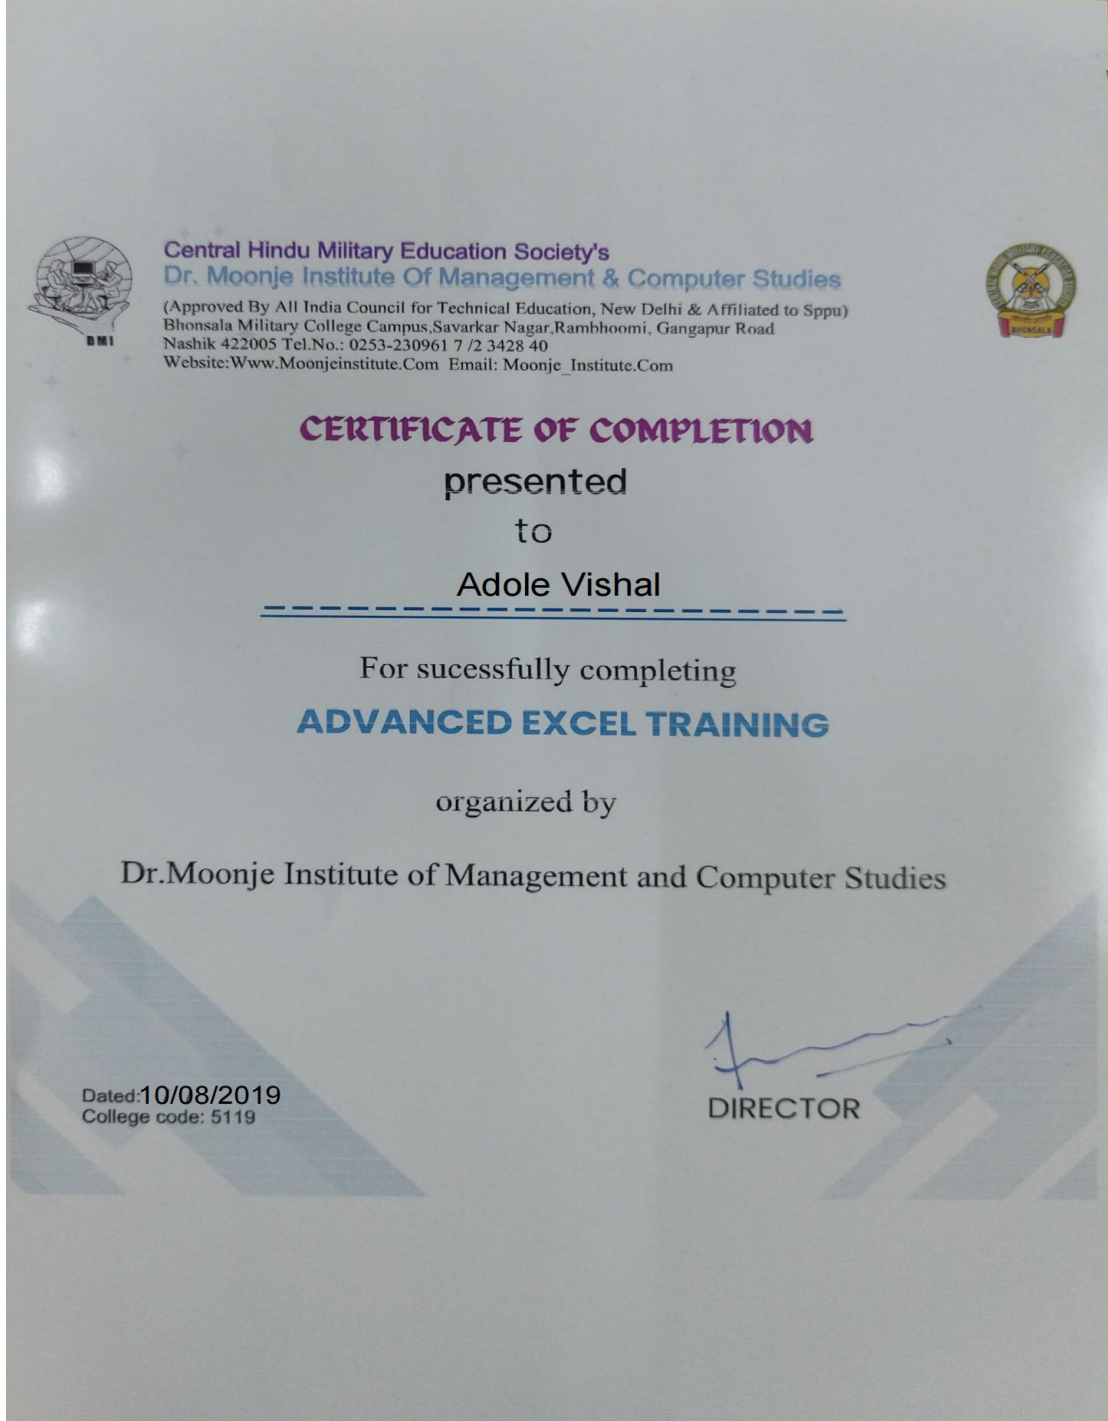 Central Hindu Military Education Society's
Dr. Moonje Institute Of Management & Computer Studies
(Approved By All India Council for Technical Education, New Delhi & Affiliated to Sppu)
Bhonsala Military College Campus,Savarkar Nagar,Rambhoomi, Gangapur Road
Nashik 422005 Tel.No.: 0253-230961 7 /2 3428 40
Website:Www.Moonjeinstitute.Com Email: Moonje_Institute.Com
DMI
BHONSALA
CERTIFICATE OF COMPLETION
presented
to
Adole Vishal
For sucessfully completing
ADVANCED EXCEL TRAINING
organized by
Dr.Moonje Institute of Management and Computer Studies
Dated:10/08/2019
College code: 5119
DIRECTOR